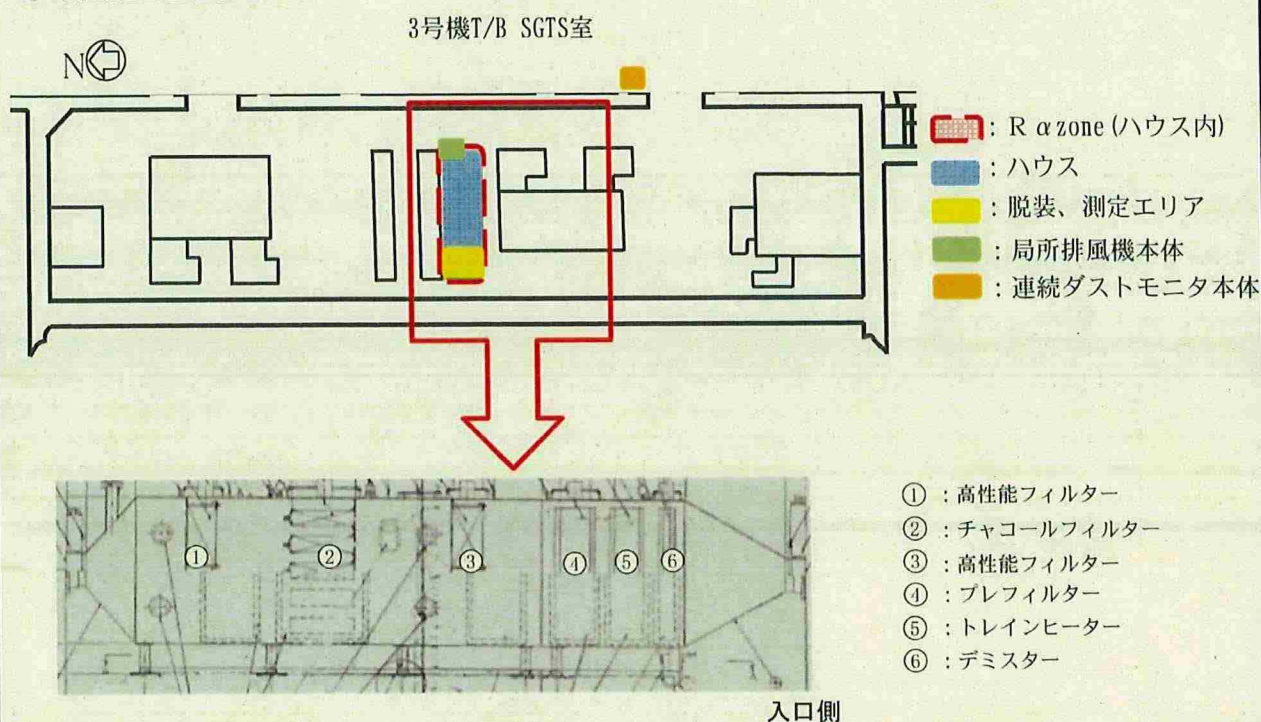 3号機T/B SGTS室
N
: R αzone(ハウス内)
: ハウス
: 脱装、測定エリア
: 局所排風機本体
: 連続ダストモニタ本体
① ② ③ ④ ⑤ ⑥
① : 高性能フィルター
② : チャコールフィルター
③ : 高性能フィルター
④ : プレフィルター
⑤ : トレインヒーター
⑥ : デミスター
入口側